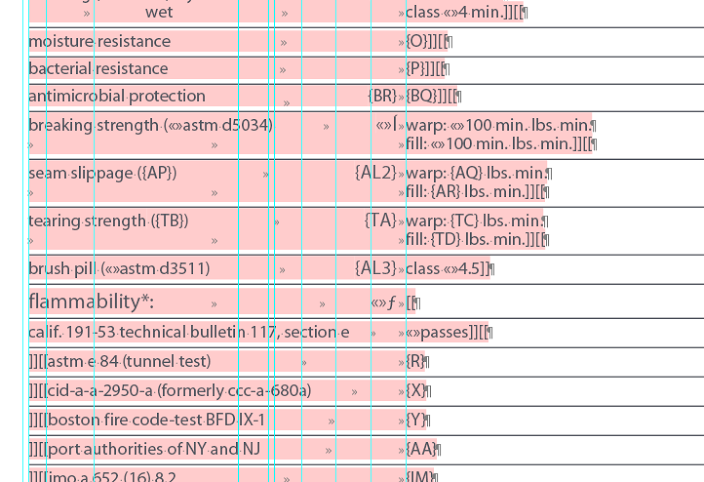 wet class «»4 min.]][[
moisture resistance {O}]][[
bacterial resistance {P}]][[
antimicrobial protection {BR} {BQ}]][[
breaking strength («»astm d5034) «»l warp: «»100 min. lbs. min.
fill: «»100 min. lbs. min.]][[
seam slippage ({AP}) {AL2} warp: {AQ} lbs. min.
fill: {AR} lbs. min.]][[
tearing strength ({TB}) {TA} warp: {TC} lbs. min.
fill: {TD} lbs. min.]][[
brush pill («»astm d3511) {AL3} class «»4.5]]
flammability*: «»ƒ [[
calif. 191-53 technical bulletin 117, section e «»passes]][[
]][[astm e 84 (tunnel test) {R}
]][[cid-a-a-2950-a (formerly ccc-a-680a) {X}
]][[boston fire code-test BFD IX-1 {Y}
]][[port authorities of NY and NJ {AA}
]][[imo a.652 (16) 8.2 {IM}